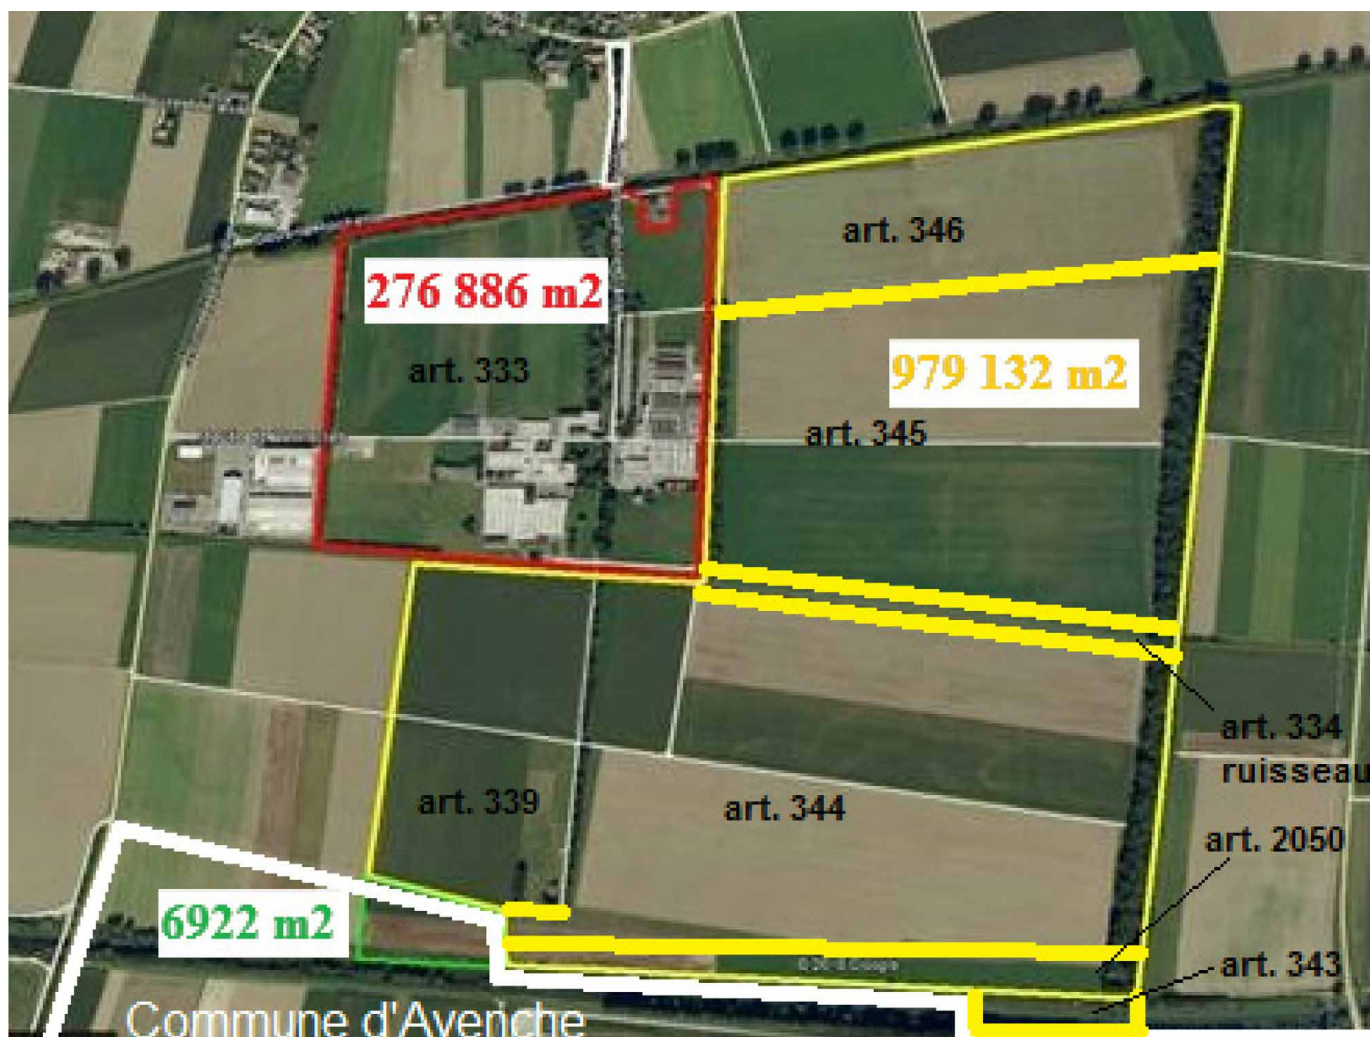 art. 346
276 886 m2
art. 333
979 132 m2
art. 345
art. 334
ruisseau
art. 339
art. 344
art. 2050
6922 m2
art. 343
Commune d'Avenche